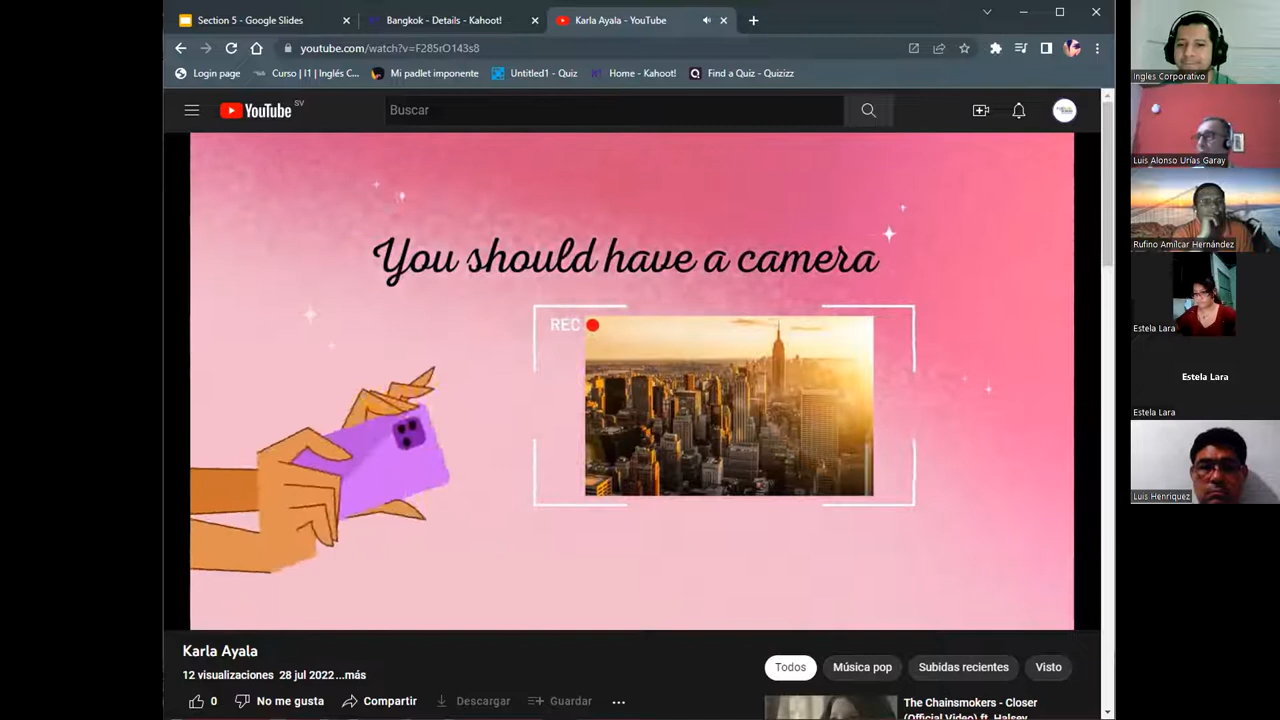 Section 5 - Google Slides
Bangkok - Details - Kahoot!
Karla Ayala - YouTube
youtube.com/watch?v=F285rO143s8
Login page
Curso | I1 | Inglés C...
Mi padlet imponente
Untitled1 - Quiz
Home - Kahoot!
Find a Quiz - Quizizz
YouTube SV
Buscar
You should have a camera
REC
Karla Ayala
12 visualizaciones 28 jul 2022 ...más
0
No me gusta
Compartir
Descargar
Guardar
Todos
Música pop
Subidas recientes
Visto
The Chainsmokers - Closer
(Official Video) ft. Halsey
Ingles Corporativo
Luis Alonso Urías Garay
Rufino Amílcar Hernández
Estela Lara
Estela Lara
Estela Lara
Luis Henriquez